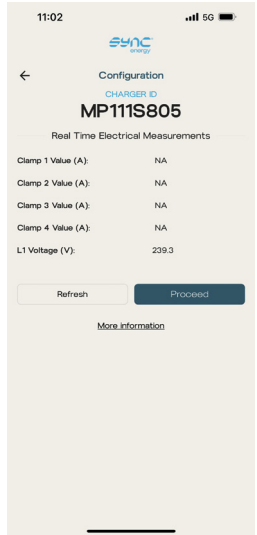 11:02
5G
sync
energy
Configuration
CHARGER ID
MP111S805
Real Time Electrical Measurements
Clamp 1 Value (A): NA
Clamp 2 Value (A): NA
Clamp 3 Value (A): NA
Clamp 4 Value (A): NA
L1 Voltage (V): 239.3
Refresh Proceed
More information